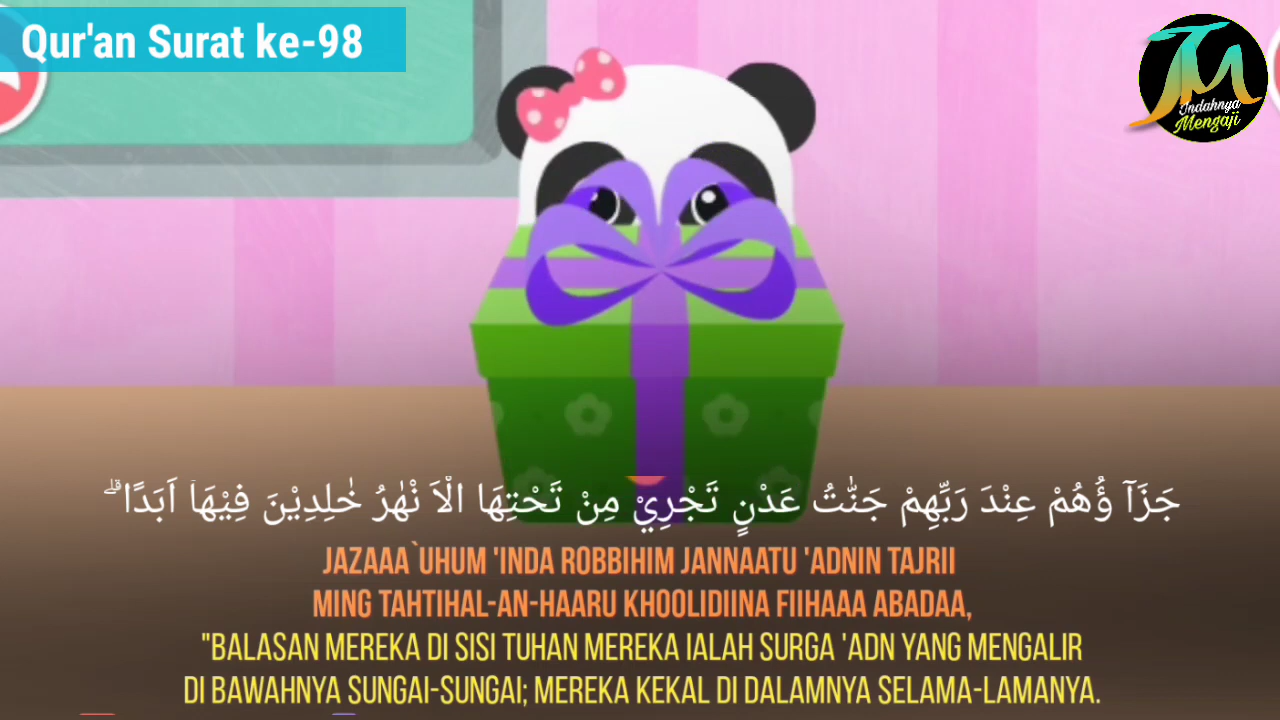 Qur'an Surat ke-98
JM
Indahnya
Mengaji
جَزَآ ؤُهُمْ عِنْدَ رَبِّهِمْ جَنّٰتُ عَدْنٍ تَجْرِيْ مِنْ تَحْتِهَا الْاَ نْهٰرُ خٰلِدِيْنَ فِيْهَاۤ اَبَدًا ۗ
JAZAAA`UHUM 'INDA ROBBIHIM JANNAATU 'ADNIN TAJRII
MING TAHTIHAL-AN-HAARU KHOOLIDIINA FIIHAAA ABADAA,
"BALASAN MEREKA DI SISI TUHAN MEREKA IALAH SURGA 'ADN YANG MENGALIR
DI BAWAHNYA SUNGAI-SUNGAI; MEREKA KEKAL DI DALAMNYA SELAMA-LAMANYA.